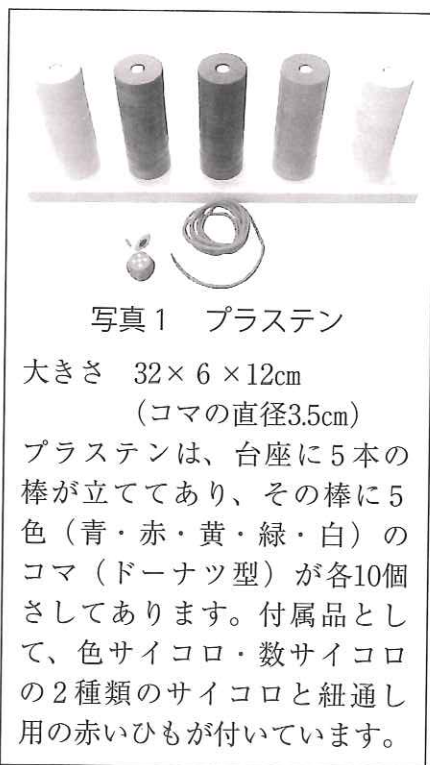 写真1 プラステン
大きさ 32×6×12cm
(コマの直径3.5cm)
プラステンは、台座に5本の
棒が立ててあり、その棒に5
色(青・赤・黄・緑・白)の
コマ(ドーナツ型)が各10個
さしてあります。付属品とし
て、色サイコロ・数サイコロ
の2種類のサイコロと紐通し
用の赤いひもが付いています。